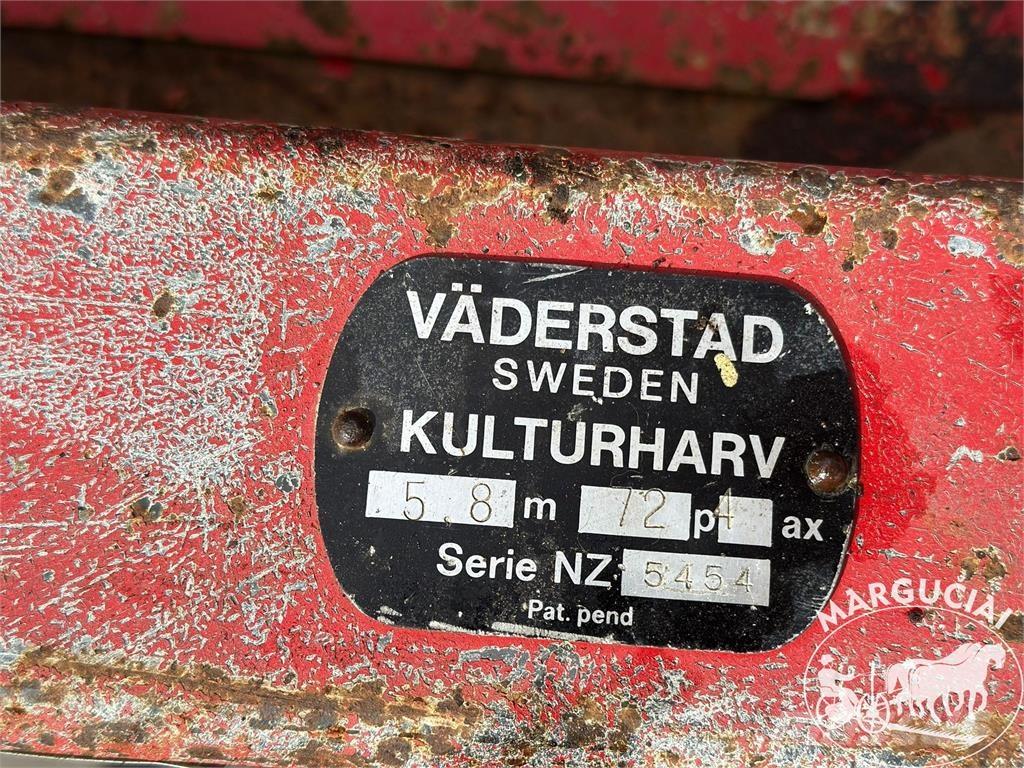 VÄDERSTAD
SWEDEN
KULTURHARV
5.8 m 72 p 4 ax
Serie NZ 5454
Pat. pend
MARGUCIAI